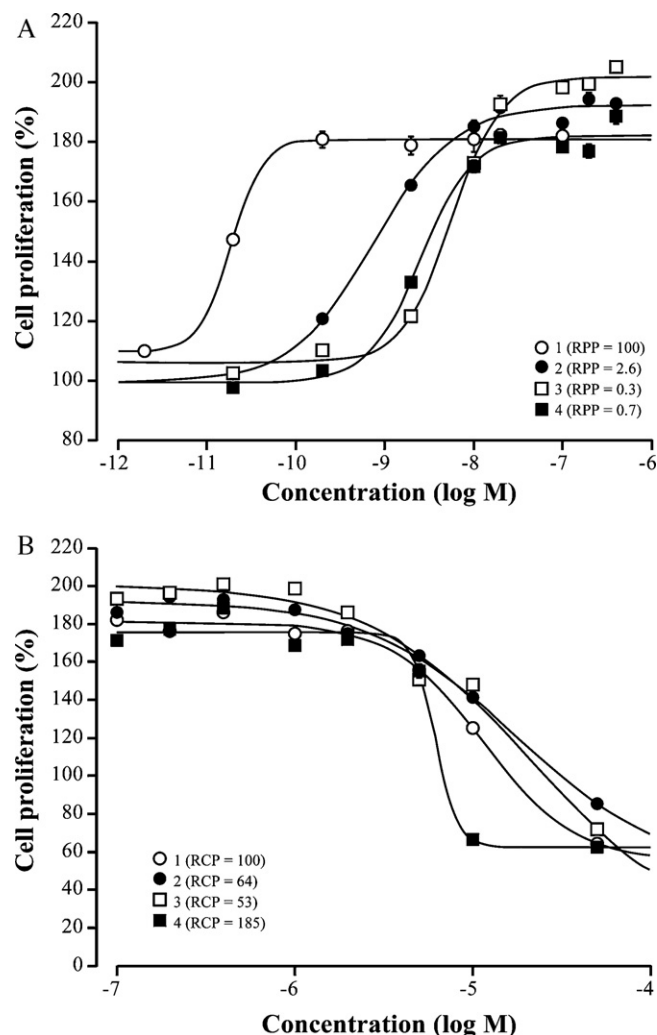 A
220
200
180
160
140
120
100
80
Cell proliferation (%)
1 (RPP = 100)
2 (RPP = 2.6)
3 (RPP = 0.3)
4 (RPP = 0.7)
-12 -11 -10 -9 -8 -7 -6
Concentration (log M)
B
220
200
180
160
140
120
100
80
60
40
20
0
Cell proliferation (%)
1 (RCP = 100)
2 (RCP = 64)
3 (RCP = 53)
4 (RCP = 185)
-7 -6 -5 -4
Concentration (log M)